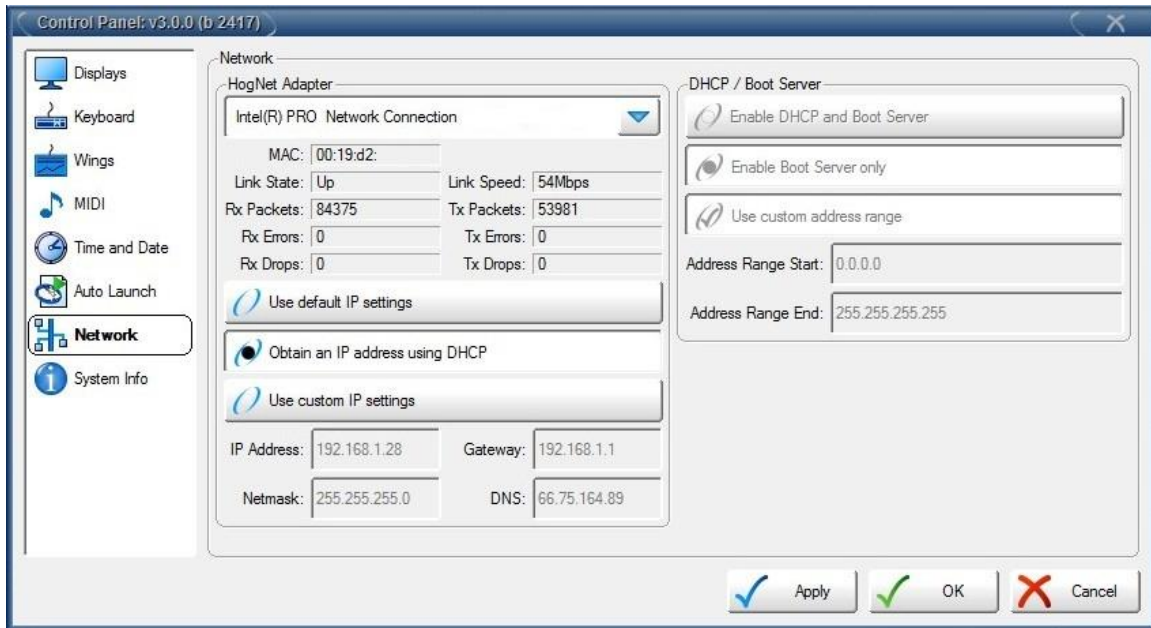 Control Panel: v3.0.0 (b 2417)
Displays
Keyboard
Wings
MIDI
Time and Date
Auto Launch
Network
System Info
Network
HogNet Adapter
Intel(R) PRO Network Connection
MAC: 00:19:d2:
Link State: Up Link Speed: 54Mbps
Rx Packets: 84375 Tx Packets: 53981
Rx Errors: 0 Tx Errors: 0
Rx Drops: 0 Tx Drops: 0
Use default IP settings
Obtain an IP address using DHCP
Use custom IP settings
IP Address: 192.168.1.28 Gateway: 192.168.1.1
Netmask: 255.255.255.0 DNS: 66.75.164.89
DHCP / Boot Server
Enable DHCP and Boot Server
Enable Boot Server only
Use custom address range
Address Range Start: 0.0.0.0
Address Range End: 255.255.255.255
Apply OK Cancel